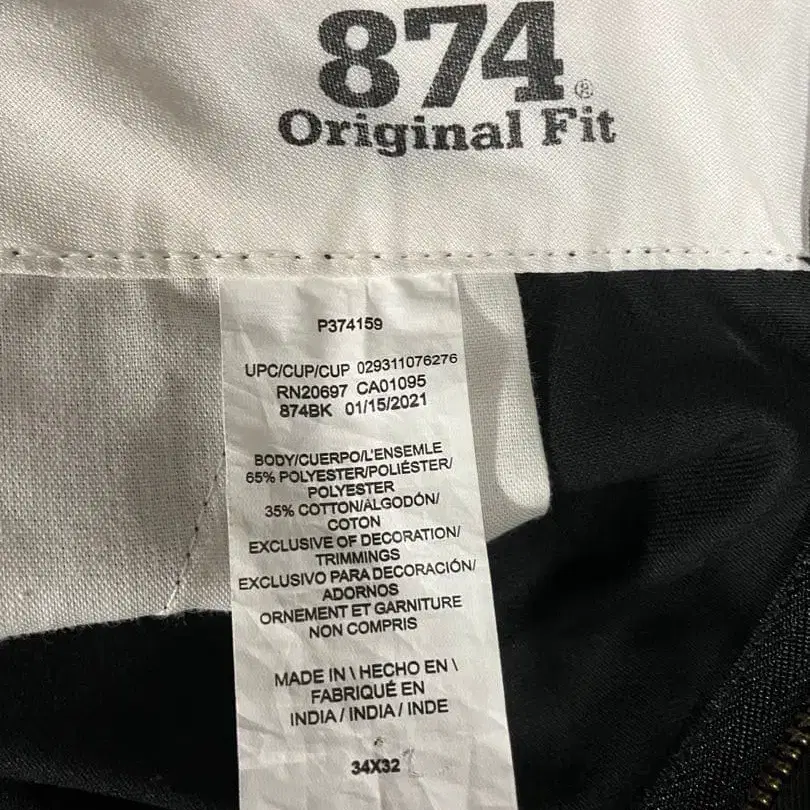 874®
Original Fit
P374159
UPC/CUP/CUP 029311076276
RN20697 CA01095
874BK 01/15/2021
BODY/CUERPO/L'ENSEMLE
65% POLYESTER/POLIÉSTER/
POLYESTER
35% COTTON/ALGODÓN/
COTON
EXCLUSIVE OF DECORATION/
TRIMMINGS
EXCLUSIVO PARA DECORACIÓN/
ADORNOS
ORNEMENT ET GARNITURE
NON COMPRIS
MADE IN \ HECHO EN \
FABRIQUÉ EN
INDIA / INDIA / INDE
34X32